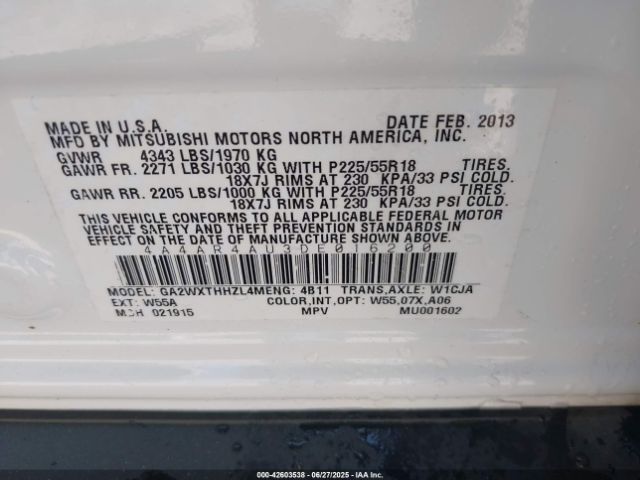 MADE IN U.S.A. DATE FEB. 2013
MFD BY MITSUBISHI MOTORS NORTH AMERICA, INC.
GVWR 4343 LBS/1970 KG
GAWR FR. 2271 LBS/1030 KG WITH P225/55R18 TIRES.
18X7J RIMS AT 230 KPA/33 PSI COLD.
GAWR RR. 2205 LBS/1000 KG WITH P225/55R18 TIRES.
18X7J RIMS AT 230 KPA/33 PSI COLD.
THIS VEHICLE CONFORMS TO ALL APPLICABLE FEDERAL MOTOR
VEHICLE SAFETY AND THEFT PREVENTION STANDARDS IN EFFECT
ON THE DATE OF MANUFACTURE SHOWN ABOVE.
4A4AR4AU3DE016200
MODEL: GA2WXTHHZL4MENG: 4B11 TRANS,AXLE: W1CJA
EXT: W55A COLOR,INT,OPT: W55,07X,A06
MCH 021915 MPV MU001602
000-42603538 - 06/27/2025 - IAA, Inc.